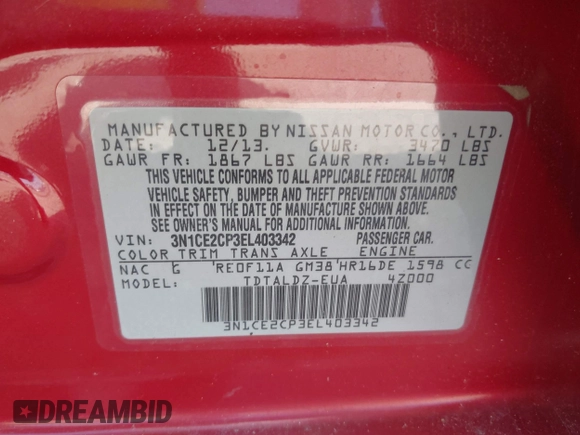 MANUFACTURED BY NISSAN MOTOR CO., LTD.
DATE: 12/13. GVWR: 3470 LBS
GAWR FR: 1867 LBS GAWR RR: 1664 LBS
THIS VEHICLE CONFORMS TO ALL APPLICABLE FEDERAL MOTOR
VEHICLE SAFETY, BUMPER AND THEFT PREVENTION STANDARDS
IN EFFECT ON THE DATE OF MANUFACTURE SHOWN ABOVE.
SEE OWNER'S MANUAL FOR ADDITIONAL INFORMATION.
VIN: 3N1CE2CP3EL403342 PASSENGER CAR.
COLOR TRIM TRANS AXLE ENGINE
NAC G 'RE0F11A GM38'HR16DE 1598 CC
MODEL: TDTALDZ-EUA 4Z000
3N1CE2CP3EL403342
DREAMBID